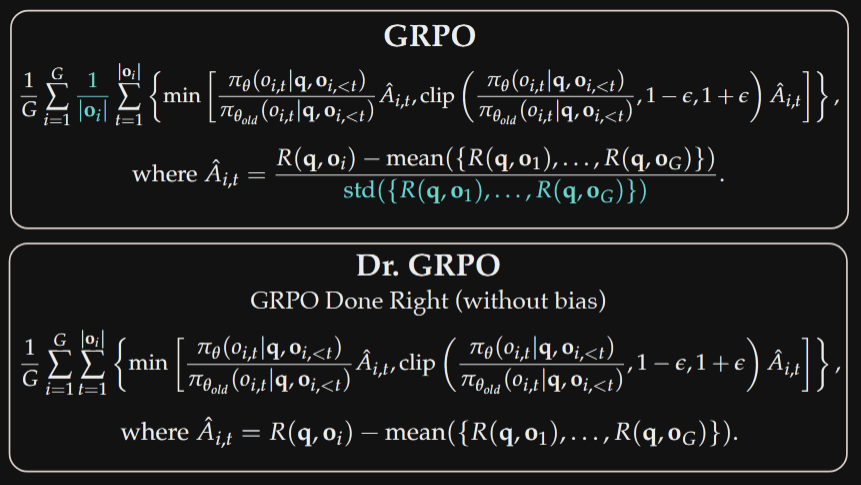 GRPO
$\frac{1}{G}\sum_{i=1}^{G}\frac{1}{|\mathbf{o}_i|}\sum_{t=1}^{|\mathbf{o}_i|}\left\{\min\left[\frac{\pi_\theta(o_{i,t}|\mathbf{q},\mathbf{o}_{i,<t})}{\pi_{\theta_{old}}(o_{i,t}|\mathbf{q},\mathbf{o}_{i,<t})}\hat{A}_{i,t},\text{clip}\left(\frac{\pi_\theta(o_{i,t}|\mathbf{q},\mathbf{o}_{i,<t})}{\pi_{\theta_{old}}(o_{i,t}|\mathbf{q},\mathbf{o}_{i,<t})},1-\epsilon,1+\epsilon\right)\hat{A}_{i,t}\right]\right\},$
where $\hat{A}_{i,t}=\frac{R(\mathbf{q},\mathbf{o}_i)-\text{mean}(\{R(\mathbf{q},\mathbf{o}_1),\ldots,R(\mathbf{q},\mathbf{o}_G)\})}{\text{std}(\{R(\mathbf{q},\mathbf{o}_1),\ldots,R(\mathbf{q},\mathbf{o}_G)\})}.$
Dr. GRPO
GRPO Done Right (without bias)
$\frac{1}{G}\sum_{i=1}^{G}\sum_{t=1}^{|\mathbf{o}_i|}\left\{\min\left[\frac{\pi_\theta(o_{i,t}|\mathbf{q},\mathbf{o}_{i,<t})}{\pi_{\theta_{old}}(o_{i,t}|\mathbf{q},\mathbf{o}_{i,<t})}\hat{A}_{i,t},\text{clip}\left(\frac{\pi_\theta(o_{i,t}|\mathbf{q},\mathbf{o}_{i,<t})}{\pi_{\theta_{old}}(o_{i,t}|\mathbf{q},\mathbf{o}_{i,<t})},1-\epsilon,1+\epsilon\right)\hat{A}_{i,t}\right]\right\},$
where $\hat{A}_{i,t}=R(\mathbf{q},\mathbf{o}_i)-\text{mean}(\{R(\mathbf{q},\mathbf{o}_1),\ldots,R(\mathbf{q},\mathbf{o}_G)\}).$